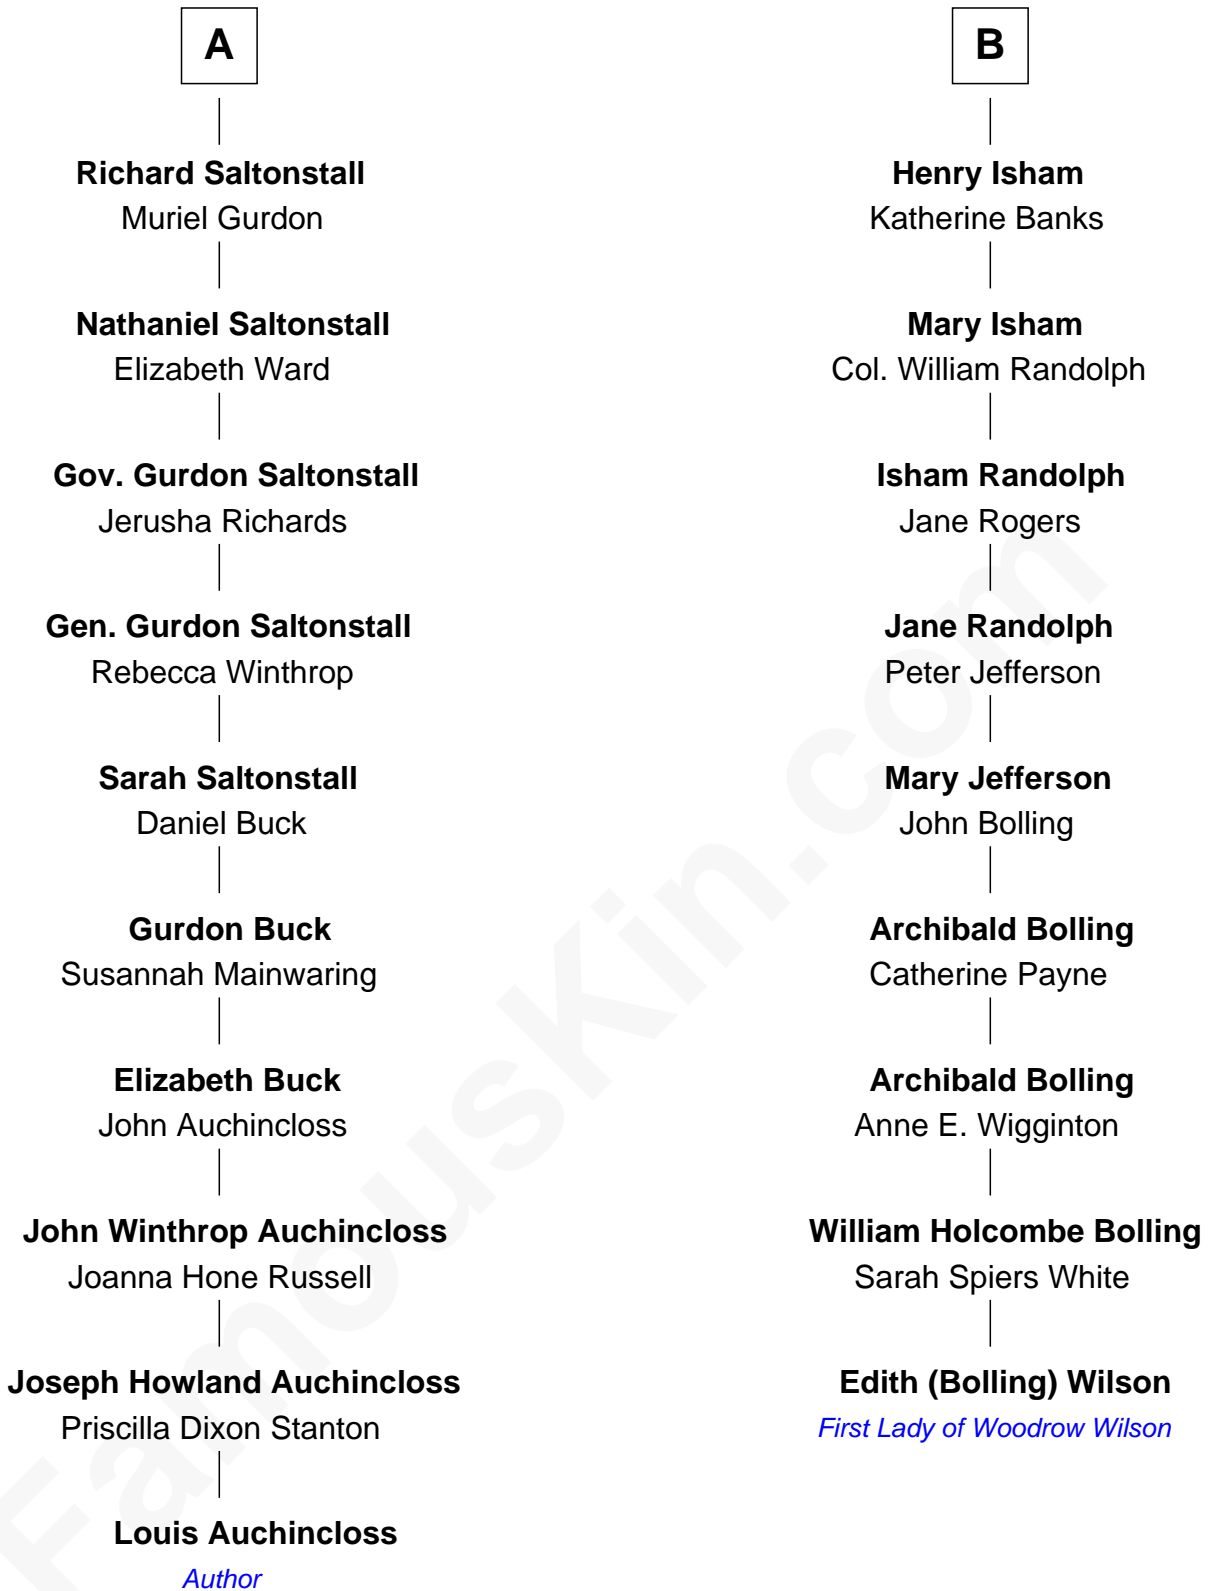 A
Richard Saltonstall
Muriel Gurdon
Nathaniel Saltonstall
Elizabeth Ward
Gov. Gurdon Saltonstall
Jerusha Richards
Gen. Gurdon Saltonstall
Rebecca Winthrop
Sarah Saltonstall
Daniel Buck
Gurdon Buck
Susannah Mainwaring
Elizabeth Buck
John Auchincloss
John Winthrop Auchincloss
Joanna Hone Russell
Joseph Howland Auchincloss
Priscilla Dixon Stanton
Louis Auchincloss
Author
B
Henry Isham
Katherine Banks
Mary Isham
Col. William Randolph
Isham Randolph
Jane Rogers
Jane Randolph
Peter Jefferson
Mary Jefferson
John Bolling
Archibald Bolling
Catherine Payne
Archibald Bolling
Anne E. Wigginton
William Holcombe Bolling
Sarah Spiers White
Edith (Bolling) Wilson
First Lady of Woodrow Wilson
FamousKin.com